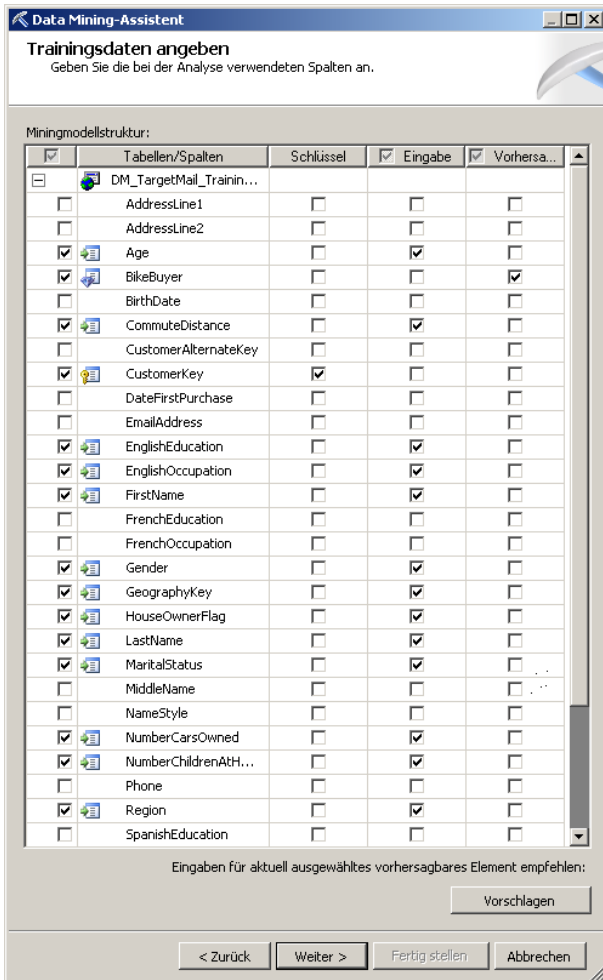 Data Mining-Assistent
Trainingsdaten angeben
Geben Sie die bei der Analyse verwendeten Spalten an.
Miningmodellstruktur:
Tabellen/Spalten Schlüssel Eingabe Vorhersa...
DM_TargetMail_Trainin...
AddressLine1
AddressLine2
Age
BikeBuyer
BirthDate
CommuteDistance
CustomerAlternateKey
CustomerKey
DateFirstPurchase
EmailAddress
EnglishEducation
EnglishOccupation
FirstName
FrenchEducation
FrenchOccupation
Gender
GeographyKey
HouseOwnerFlag
LastName
MaritalStatus
MiddleName
NameStyle
NumberCarsOwned
NumberChildrenAtH...
Phone
Region
SpanishEducation
Eingaben für aktuell ausgewähltes vorhersagbares Element empfehlen:
Vorschlagen
< Zurück Weiter > Fertig stellen Abbrechen